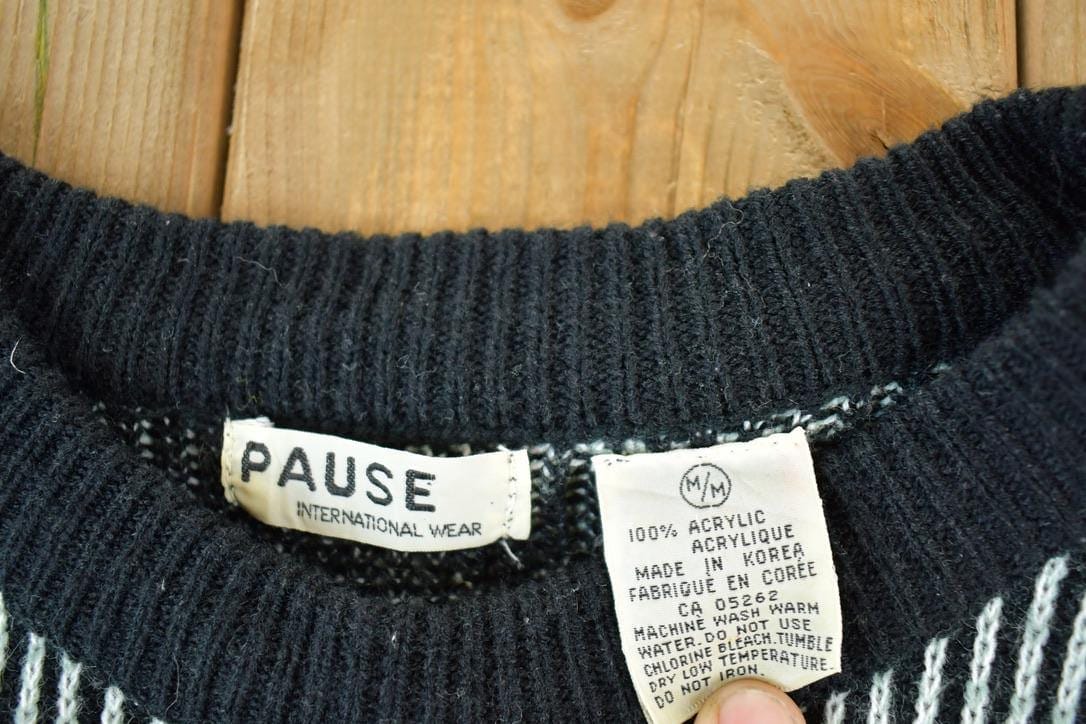 PAUSE
INTERNATIONAL WEAR
M/M
100% ACRYLIC
ACRYLIQUE
MADE IN KOREA
FABRIQUE EN CORÉE
CA 05262
MACHINE WASH WARM
WATER. DO NOT USE
CHLORINE BLEACH. TUMBLE
DRY LOW TEMPERATURE.
DO NOT IRON.